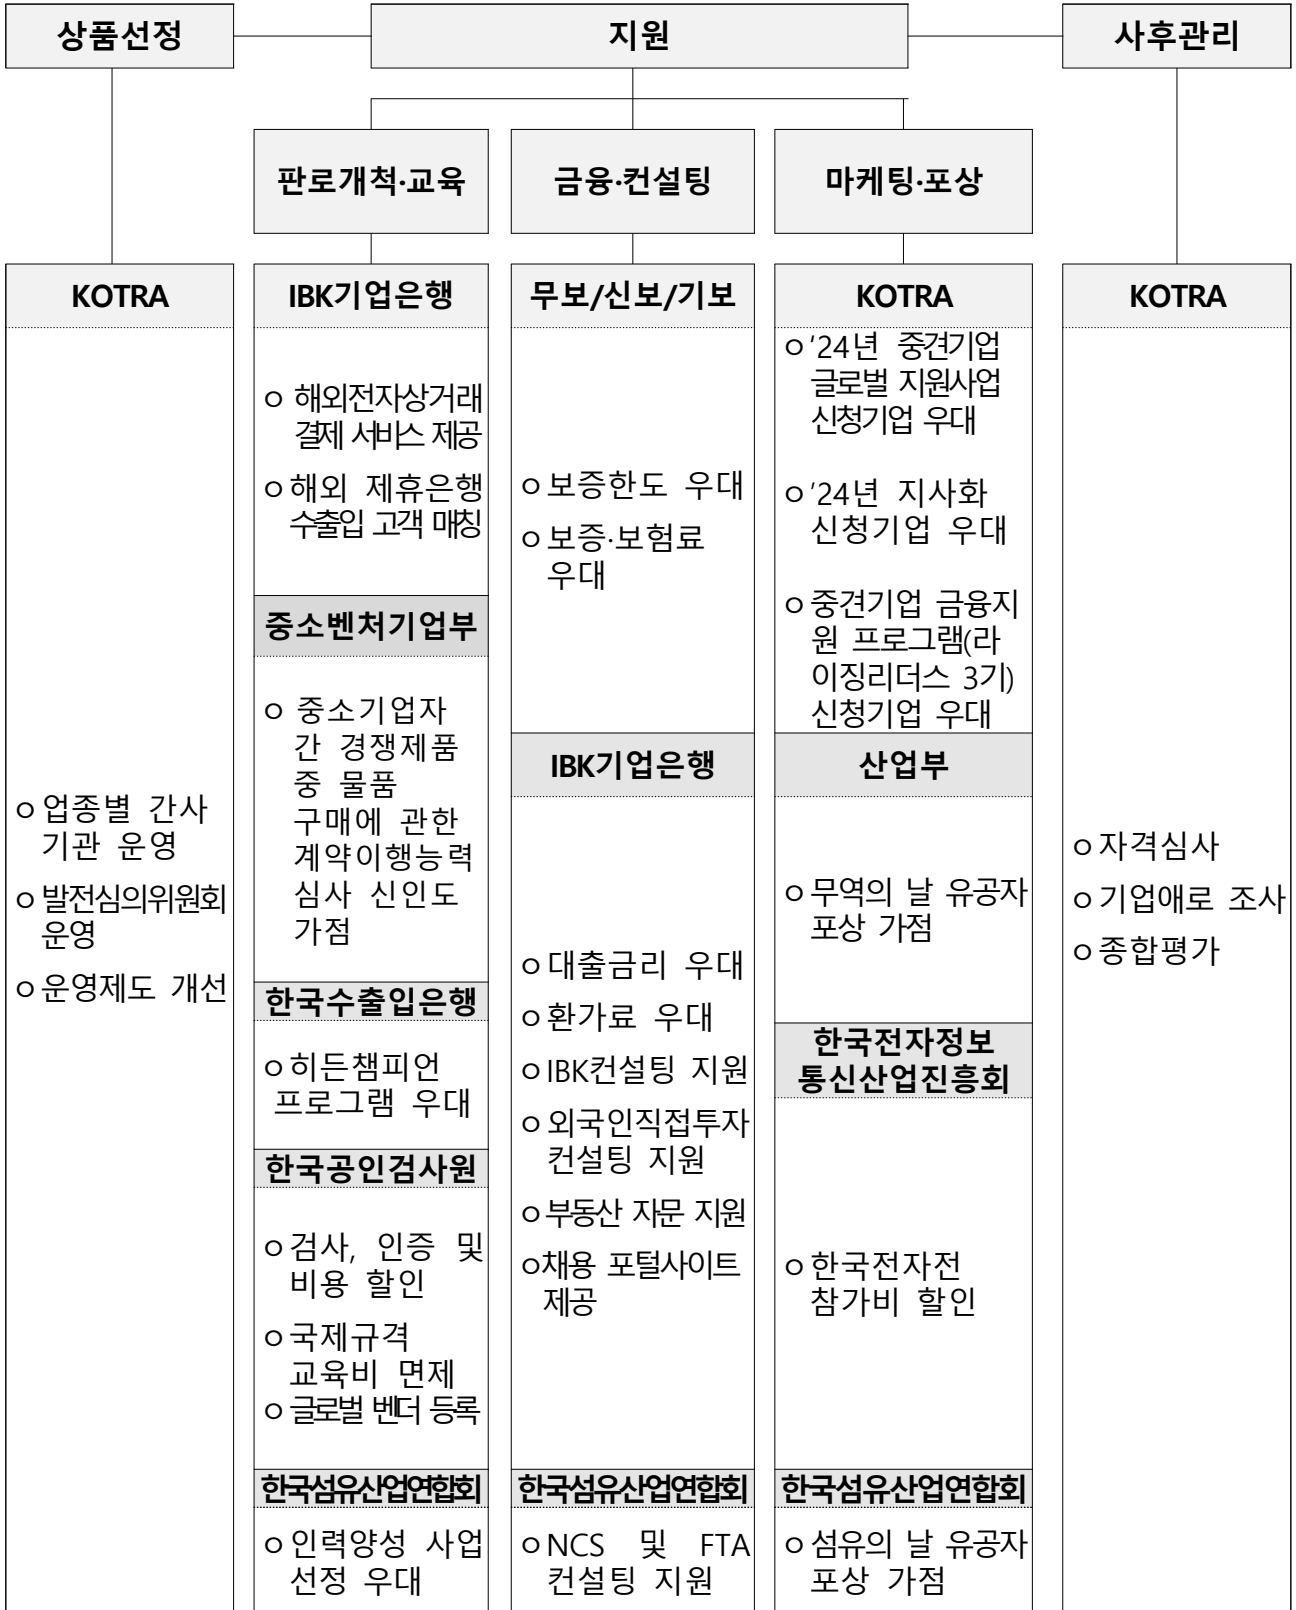 상품선정
지원
사후관리
판로개척·교육
금융·컨설팅
마케팅·포상
KOTRA
ㅇ업종별 간사
기관 운영
ㅇ발전심의위원회
운영
ㅇ운영제도 개선
IBK기업은행
ㅇ 해외전자상거래
결제 서비스 제공
ㅇ해외 제휴은행
수출입 고객 매칭
중소벤처기업부
ㅇ 중소기업자
간 경쟁제품
중 물품
구매에 관한
계약이행능력
심사 신인도
가점
한국수출입은행
ㅇ히든챔피언
프로그램 우대
한국공인검사원
ㅇ검사, 인증 및
비용 할인
ㅇ국제규격
교육비 면제
ㅇ글로벌 벤더 등록
한국섬유산업연합회
ㅇ인력양성 사업
선정 우대
무보/신보/기보
ㅇ보증한도 우대
ㅇ보증·보험료
우대
IBK기업은행
ㅇ대출금리 우대
ㅇ환가료 우대
ㅇIBK컨설팅 지원
ㅇ외국인직접투자
컨설팅 지원
ㅇ부동산 자문 지원
ㅇ채용 포털사이트
제공
한국섬유산업연합회
ㅇNCS 및 FTA
컨설팅 지원
KOTRA
ㅇ'24년 중견기업
글로벌 지원사업
신청기업 우대
ㅇ'24년 지사화
신청기업 우대
ㅇ중견기업 금융지
원 프로그램(라
이징리더스 3기)
신청기업 우대
산업부
ㅇ무역의 날 유공자
포상 가점
한국전자정보
통신산업진흥회
ㅇ한국전자전
참가비 할인
한국섬유산업연합회
ㅇ섬유의 날 유공자
포상 가점
KOTRA
ㅇ자격심사
ㅇ기업애로 조사
ㅇ종합평가